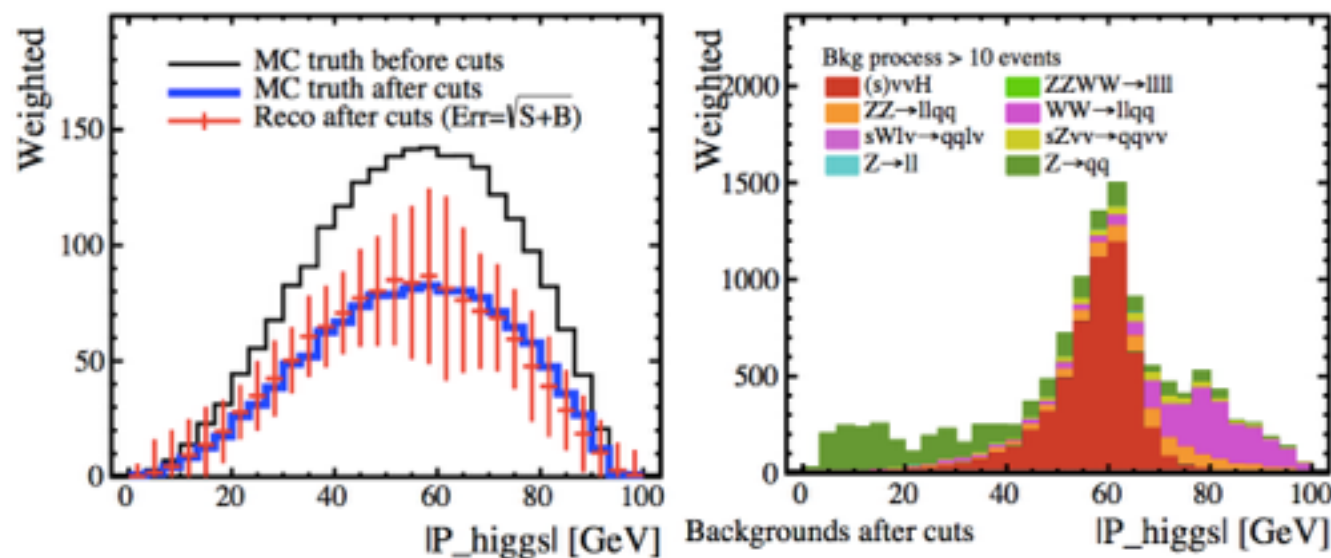 Weighted
MC truth before cuts
MC truth after cuts
Reco after cuts (Err=√S+B)
150
100
50
0
0 20 40 60 80 100
|P_higgs| [GeV]
Weighted
Bkg process > 10 events
(s)vvH ZZWW→llll
ZZ→llqq WW→llqq
sWlv→qqlv sZvv→qqvv
Z→ll Z→qq
2000
1500
1000
500
0
0 20 40 60 80 100
Backgrounds after cuts |P_higgs| [GeV]